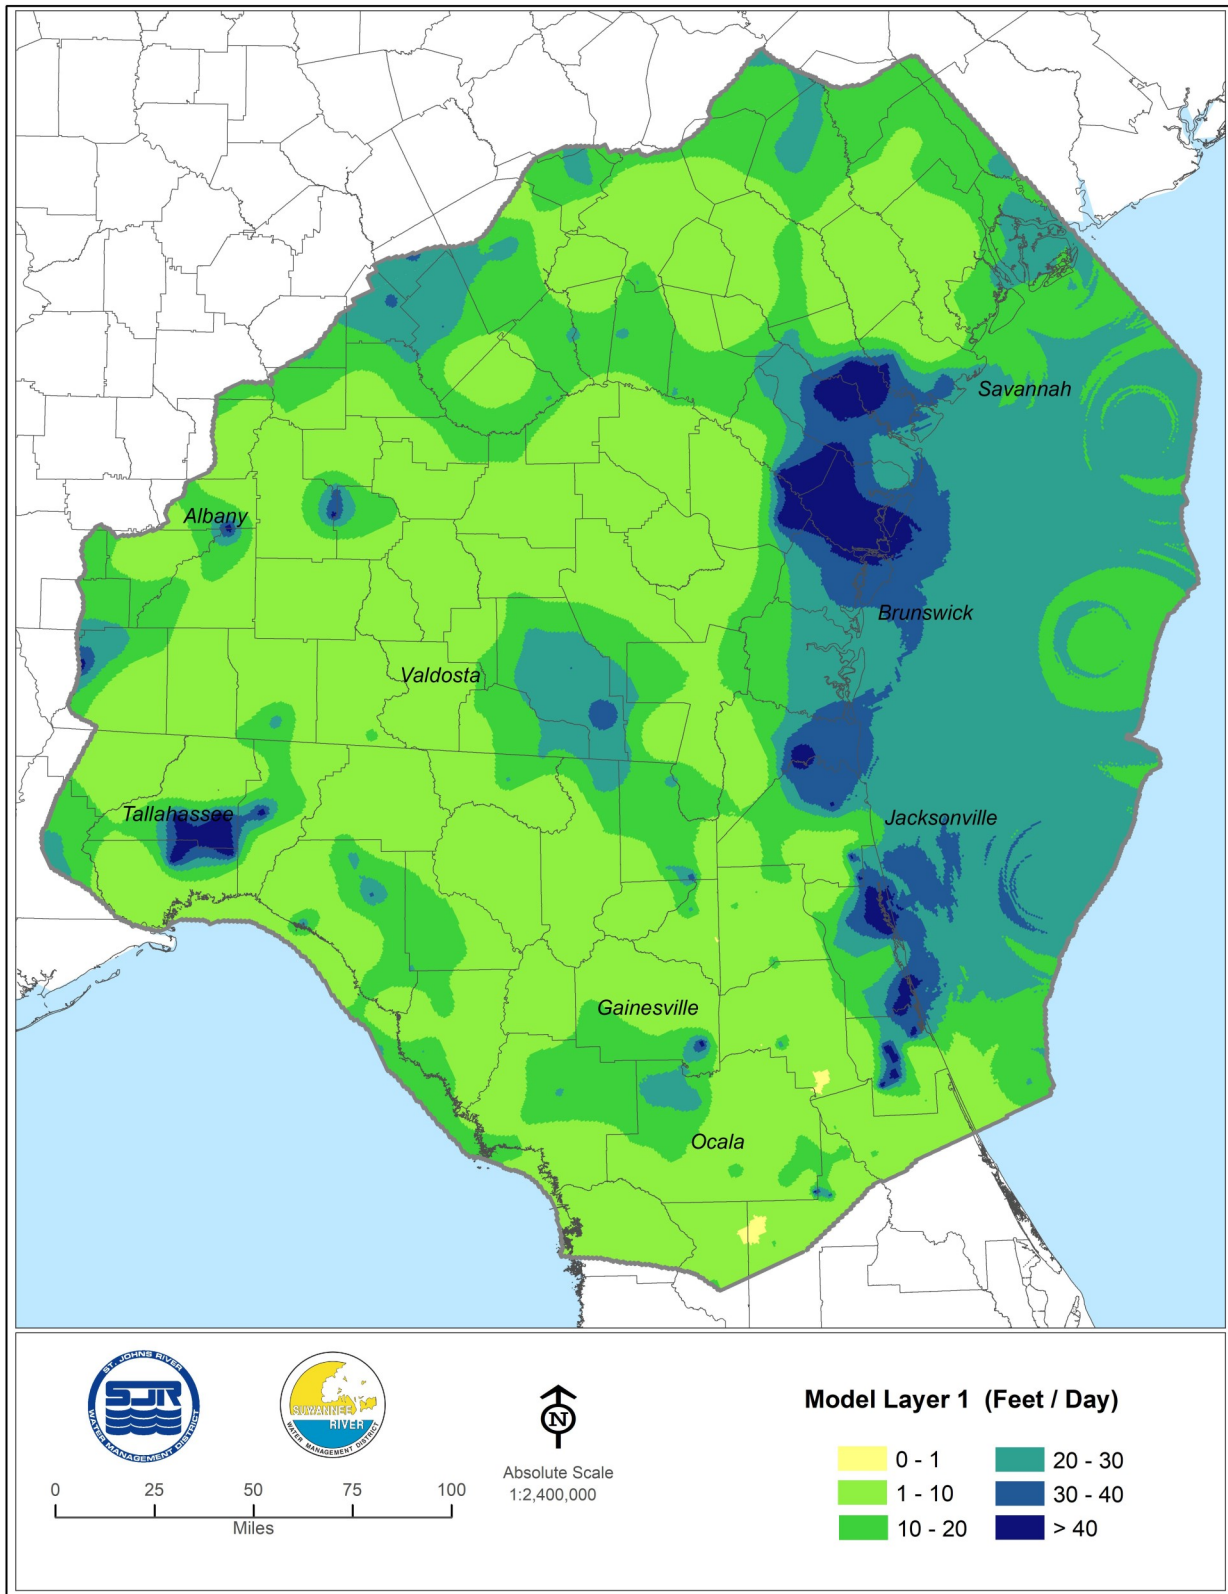 Savannah
Albany
Brunswick
Valdosta
Tallahassee
Jacksonville
Gainesville
Ocala
ST. JOHNS RIVER
SJR
WATER MANAGEMENT DISTRICT
SUWANNEE
RIVER
WATER MANAGEMENT DISTRICT
N
Absolute Scale
1:2,400,000
0 25 50 75 100
Miles
Model Layer 1 (Feet / Day)
0 - 1
20 - 30
1 - 10
30 - 40
10 - 20
> 40